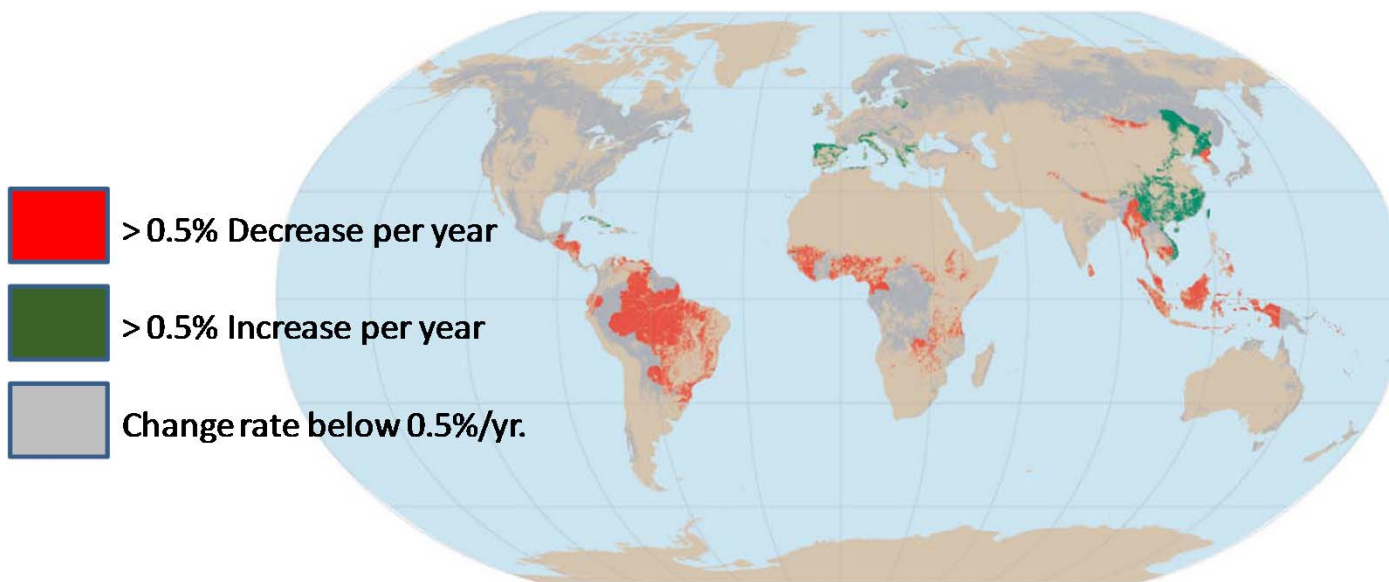 > 0.5% Decrease per year
> 0.5% Increase per year
Change rate below 0.5%/yr.